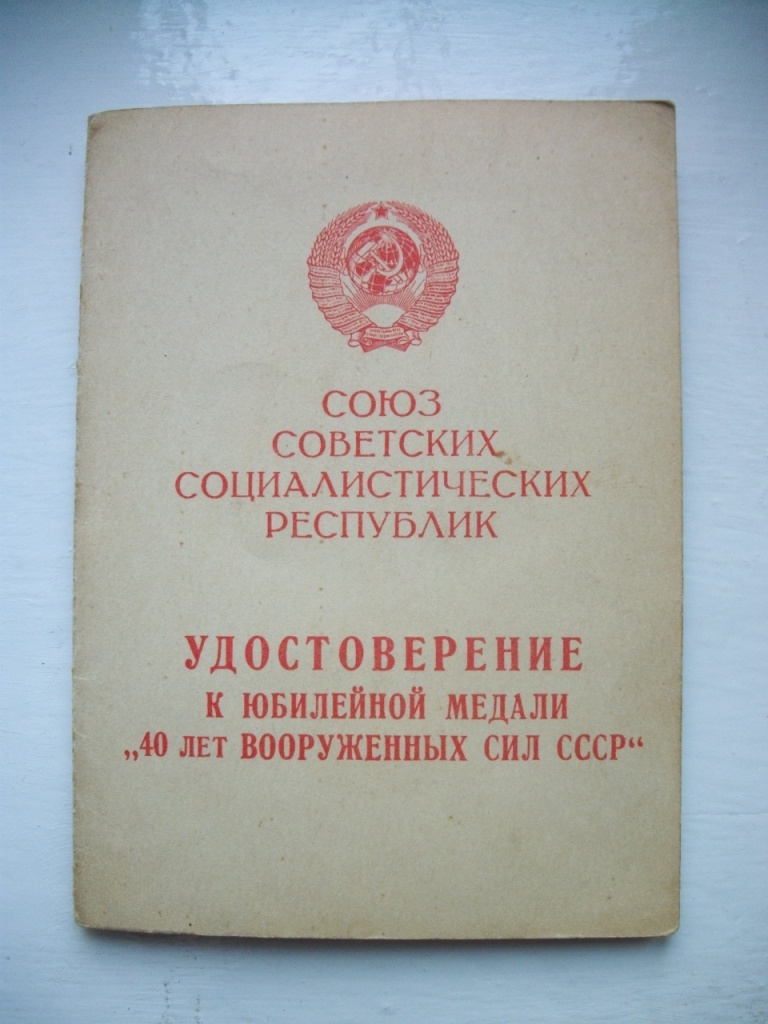 СОЮЗ
СОВЕТСКИХ
СОЦИАЛИСТИЧЕСКИХ
РЕСПУБЛИК
УДОСТОВЕРЕНИЕ
К ЮБИЛЕЙНОЙ МЕДАЛИ
„40 ЛЕТ ВООРУЖЕННЫХ СИЛ СССР“